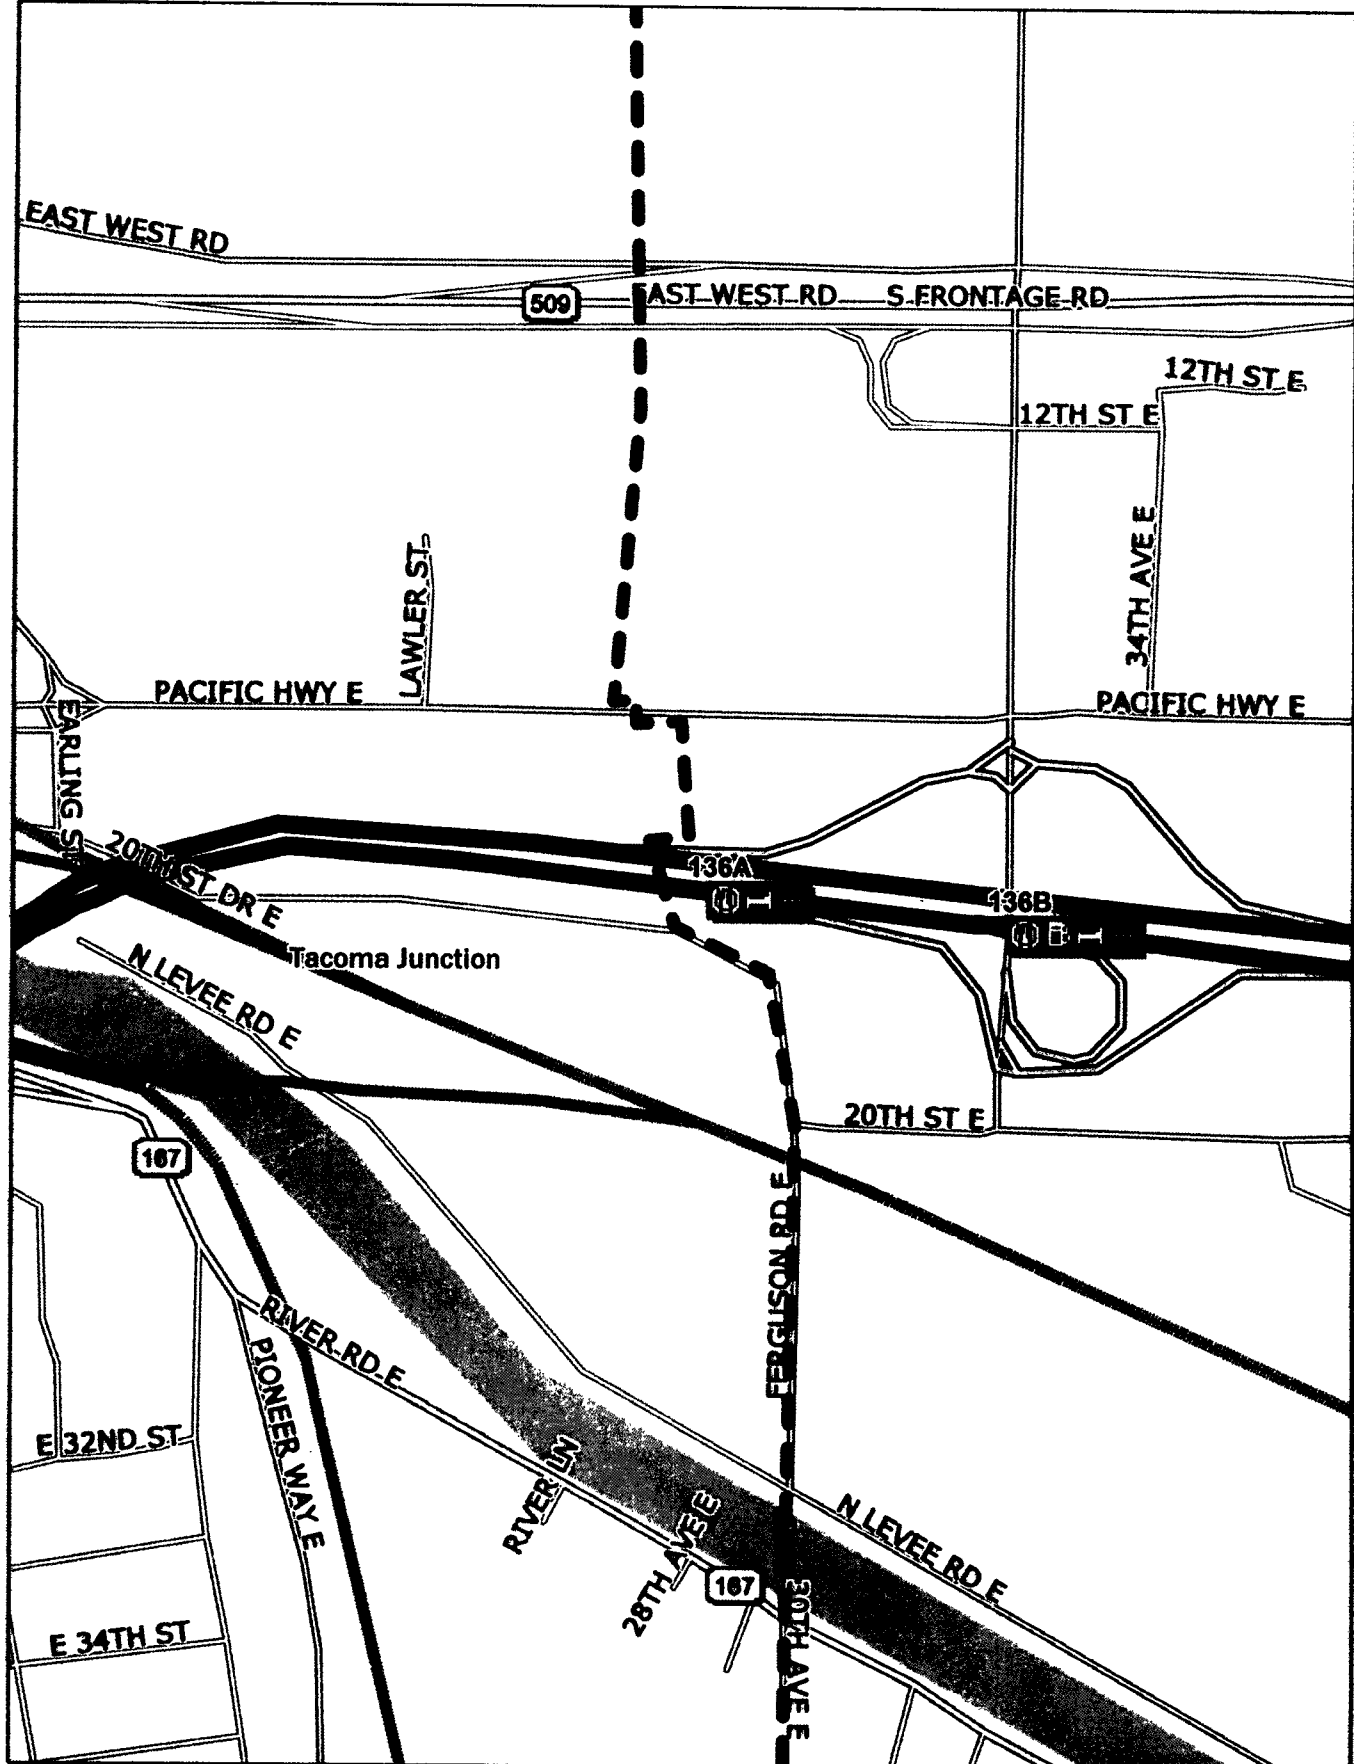 EAST WEST RD
509
EAST WEST RD
S FRONTAGE RD
12TH ST E
12TH ST E
LAWLER ST
34TH AVE E
PACIFIC HWY E
PACIFIC HWY E
EARLING ST
20TH ST DR E
136A
136B
Tacoma Junction
N LEVEE RD E
20TH ST E
167
FERGUSON RD E
RIVER RD E
PIONEER WAY E
E 32ND ST
RIVER LN
28TH AVE E
N LEVEE RD E
167
30TH AVE E
E 34TH ST